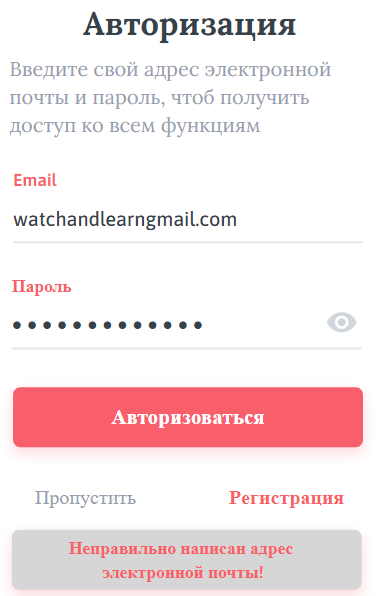 Авторизация
Введите свой адрес электронной
почты и пароль, чтоб получить
доступ ко всем функциям
Email
watchandlearngmail.com
Пароль
Авторизоваться
Пропустить Регистрация
Неправильно написан адрес
электронной почты!